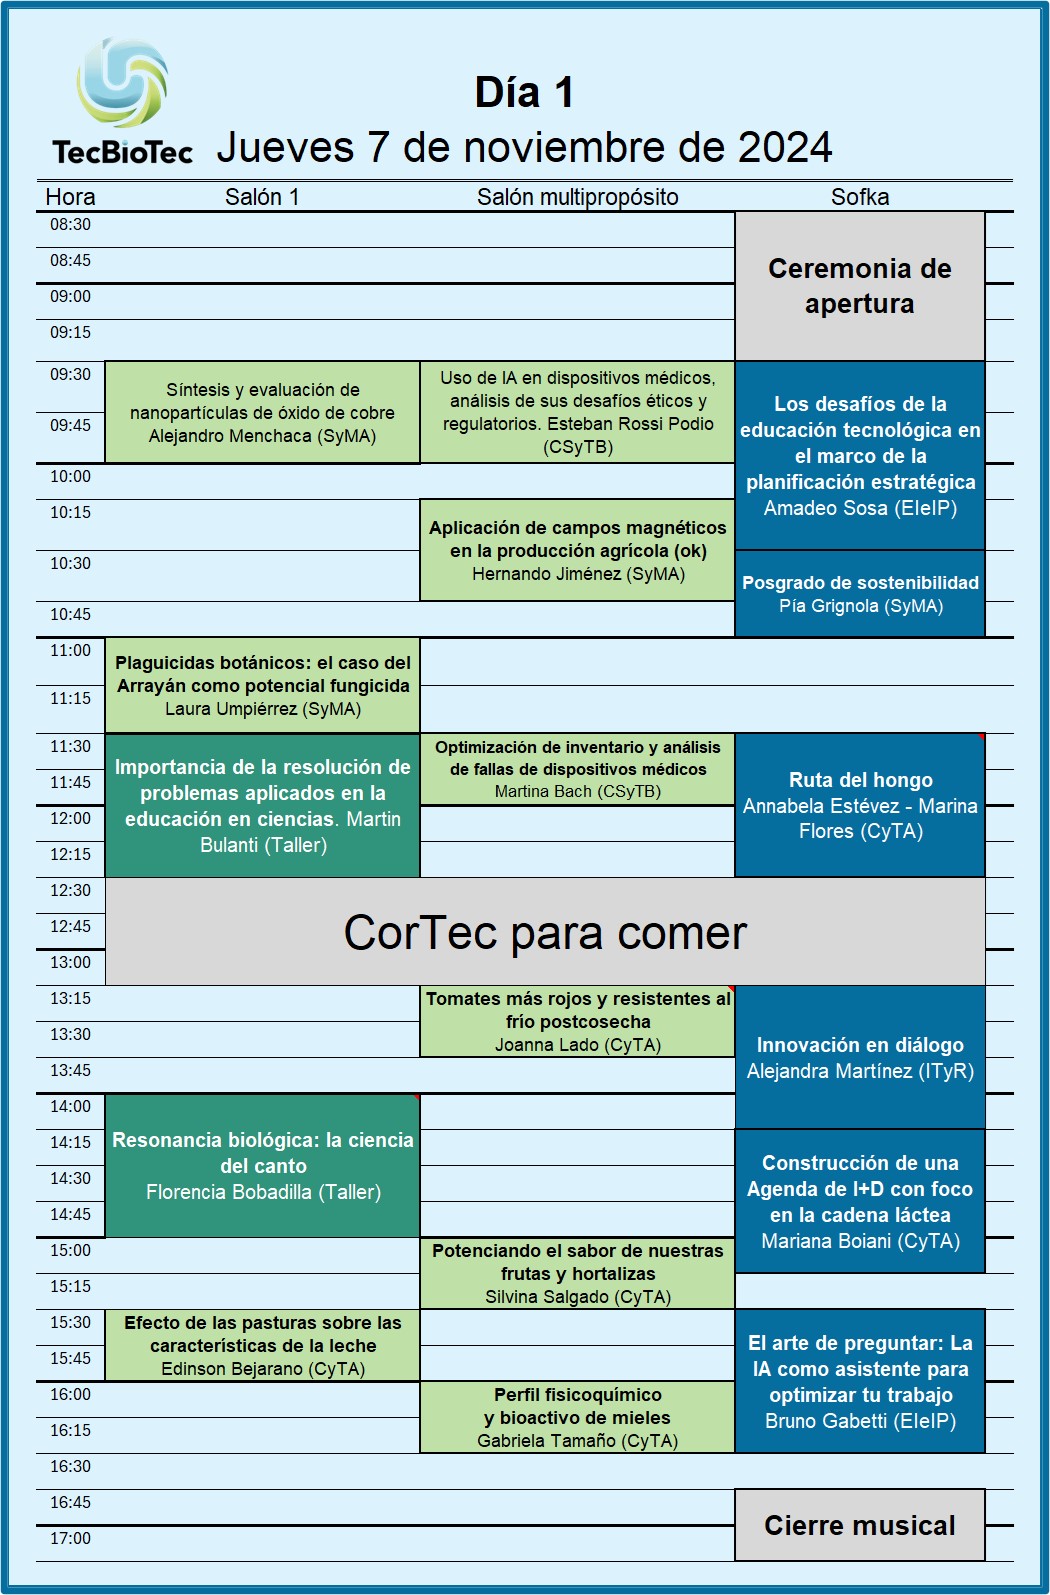 Día 1
TecBioTec
Jueves 7 de noviembre de 2024
Hora
Salón 1
Salón multipropósito
Sofka
08:30
08:45
09:00
09:15
Ceremonia de
apertura
09:30
09:45
Síntesis y evaluación de
nanopartículas de óxido de cobre
Alejandro Menchaca (SyMA)
Uso de IA en dispositivos médicos,
análisis de sus desafíos éticos y
regulatorios. Esteban Rossi Podio
(CSyTB)
Los desafíos de la
educación tecnológica en
el marco de la
planificación estratégica
Amadeo Sosa (EIeIP)
10:00
10:15
10:30
10:45
Aplicación de campos magnéticos
en la producción agrícola (ok)
Hernando Jiménez (SyMA)
Posgrado de sostenibilidad
Pía Grignola (SyMA)
11:00
11:15
Plaguicidas botánicos: el caso del
Arrayán como potencial fungicida
Laura Umpiérrez (SyMA)
11:30
11:45
12:00
12:15
Importancia de la resolución de
problemas aplicados en la
educación en ciencias. Martin
Bulanti (Taller)
Optimización de inventario y análisis
de fallas de dispositivos médicos
Martina Bach (CSyTB)
Ruta del hongo
Annabela Estévez - Marina
Flores (CyTA)
12:30
12:45
13:00
CorTec para comer
13:15
13:30
13:45
Tomates más rojos y resistentes al
frío postcosecha
Joanna Lado (CyTA)
Innovación en diálogo
Alejandra Martínez (ITyR)
14:00
14:15
14:30
14:45
Resonancia biológica: la ciencia
del canto
Florencia Bobadilla (Taller)
Construcción de una
Agenda de I+D con foco
en la cadena láctea
Mariana Boiani (CyTA)
15:00
15:15
Potenciando el sabor de nuestras
frutas y hortalizas
Silvina Salgado (CyTA)
15:30
15:45
Efecto de las pasturas sobre las
características de la leche
Edinson Bejarano (CyTA)
El arte de preguntar: La
IA como asistente para
optimizar tu trabajo
Bruno Gabetti (EIeIP)
16:00
16:15
Perfil fisicoquímico
y bioactivo de mieles
Gabriela Tamaño (CyTA)
16:30
16:45
17:00
Cierre musical